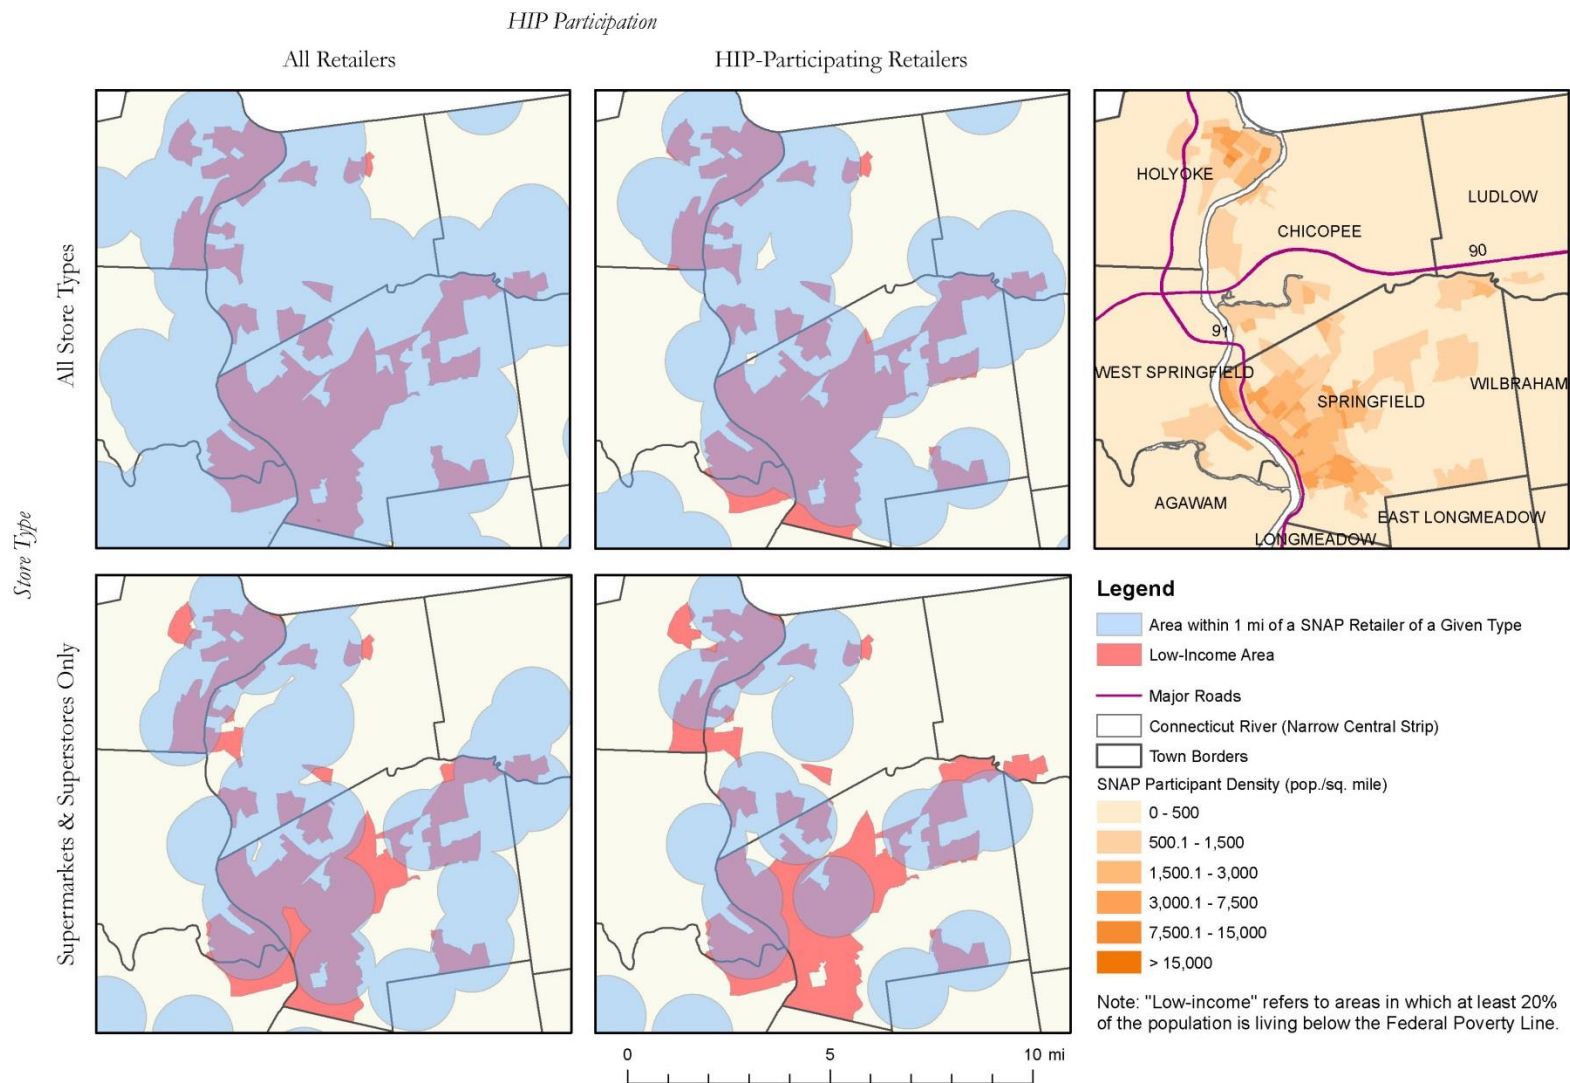 HIP Participation
All Retailers
HIP-Participating Retailers
Store Type
All Store Types
Supermarkets & Superstores Only
HOLYOKE
LUDLOW
CHICOPEE
90
91
WEST SPRINGFIELD
WILBRAHAM
SPRINGFIELD
AGAWAM
EAST LONGMEADOW
LONGMEADOW
Legend
Area within 1 mi of a SNAP Retailer of a Given Type
Low-Income Area
Major Roads
Connecticut River (Narrow Central Strip)
Town Borders
SNAP Participant Density (pop./sq. mile)
0 - 500
500.1 - 1,500
1,500.1 - 3,000
3,000.1 - 7,500
7,500.1 - 15,000
> 15,000
Note: "Low-income" refers to areas in which at least 20%
of the population is living below the Federal Poverty Line.
0 5 10 mi